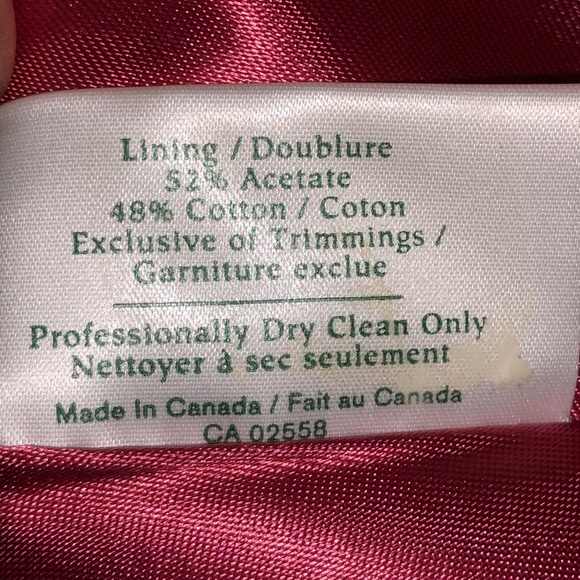 Lining / Doublure
52% Acetate
48% Cotton / Coton
Exclusive of Trimmings /
Garniture exclue
Professionally Dry Clean Only
Nettoyer à sec seulement
Made In Canada / Fait au Canada
CA 02558